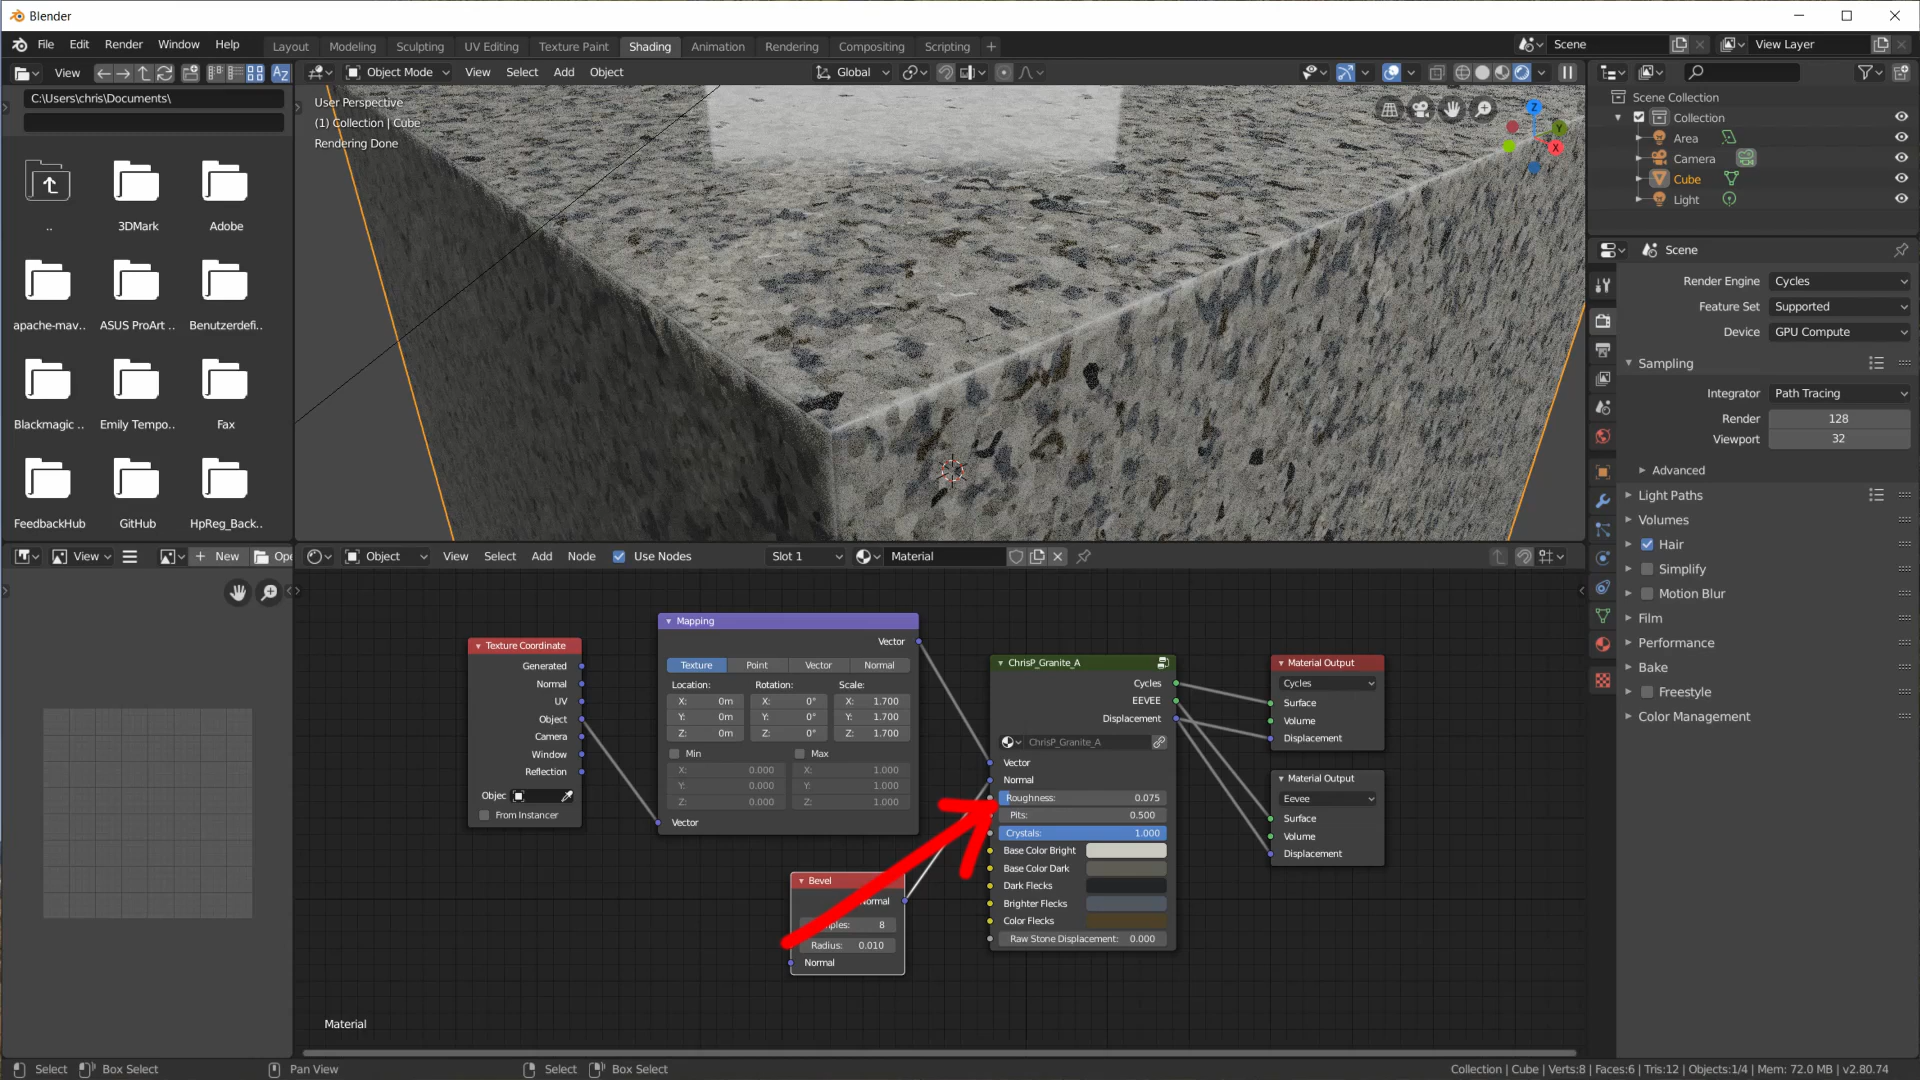 Blender
File Edit Render Window Help
Layout Modeling Sculpting UV Editing Texture Paint Shading Animation Rendering Compositing Scripting +
Scene
View Layer
View
C:\Users\chris\Documents\
..
3DMark
Adobe
apache-mav..
ASUS ProArt ..
Benutzerdefi..
Blackmagic ..
Emily Tempo..
Fax
FeedbackHub
GitHub
HpReg_Back..
Object Mode View Select Add Object
Global
User Perspective
(1) Collection | Cube
Rendering Done
Z
Y
X
Scene Collection
Collection
Area
Camera
Cube
Light
Scene
Render Engine Cycles
Feature Set Supported
Device GPU Compute
Sampling
Integrator Path Tracing
Render 128
Viewport 32
Advanced
Light Paths
Volumes
Hair
Simplify
Motion Blur
Film
Performance
Bake
Freestyle
Color Management
View
+ New
Object View Select Add Node Use Nodes Slot 1 Material
Texture Coordinate
Generated
Normal
UV
Object
Camera
Window
Reflection
Objec
From Instancer
Mapping
Vector
Texture Point Vector Normal
Location: Rotation: Scale:
X: 0m X: 0° X: 1.700
Y: 0m Y: 0° Y: 1.700
Z: 0m Z: 0° Z: 1.700
Min Max
X: 0.000 X: 1.000
Y: 0.000 Y: 1.000
Z: 0.000 Z: 1.000
Vector
Bevel
Normal
8
Radius: 0.010
Normal
ChrisP_Granite_A
Cycles
EEVEE
Displacement
ChrisP_Granite_A
Vector
Normal
Roughness: 0.075
Pits: 0.500
Crystals: 1.000
Base Color Bright
Base Color Dark
Dark Flecks
Brighter Flecks
Color Flecks
Raw Stone Displacement: 0.000
Material Output
Cycles
Surface
Volume
Displacement
Material Output
Eevee
Surface
Volume
Displacement
Material
Select Box Select Pan View Select Box Select
Collection | Cube | Verts:8 | Faces:6 | Tris:12 | Objects:1/4 | Mem: 72.0 MB | v2.80.74